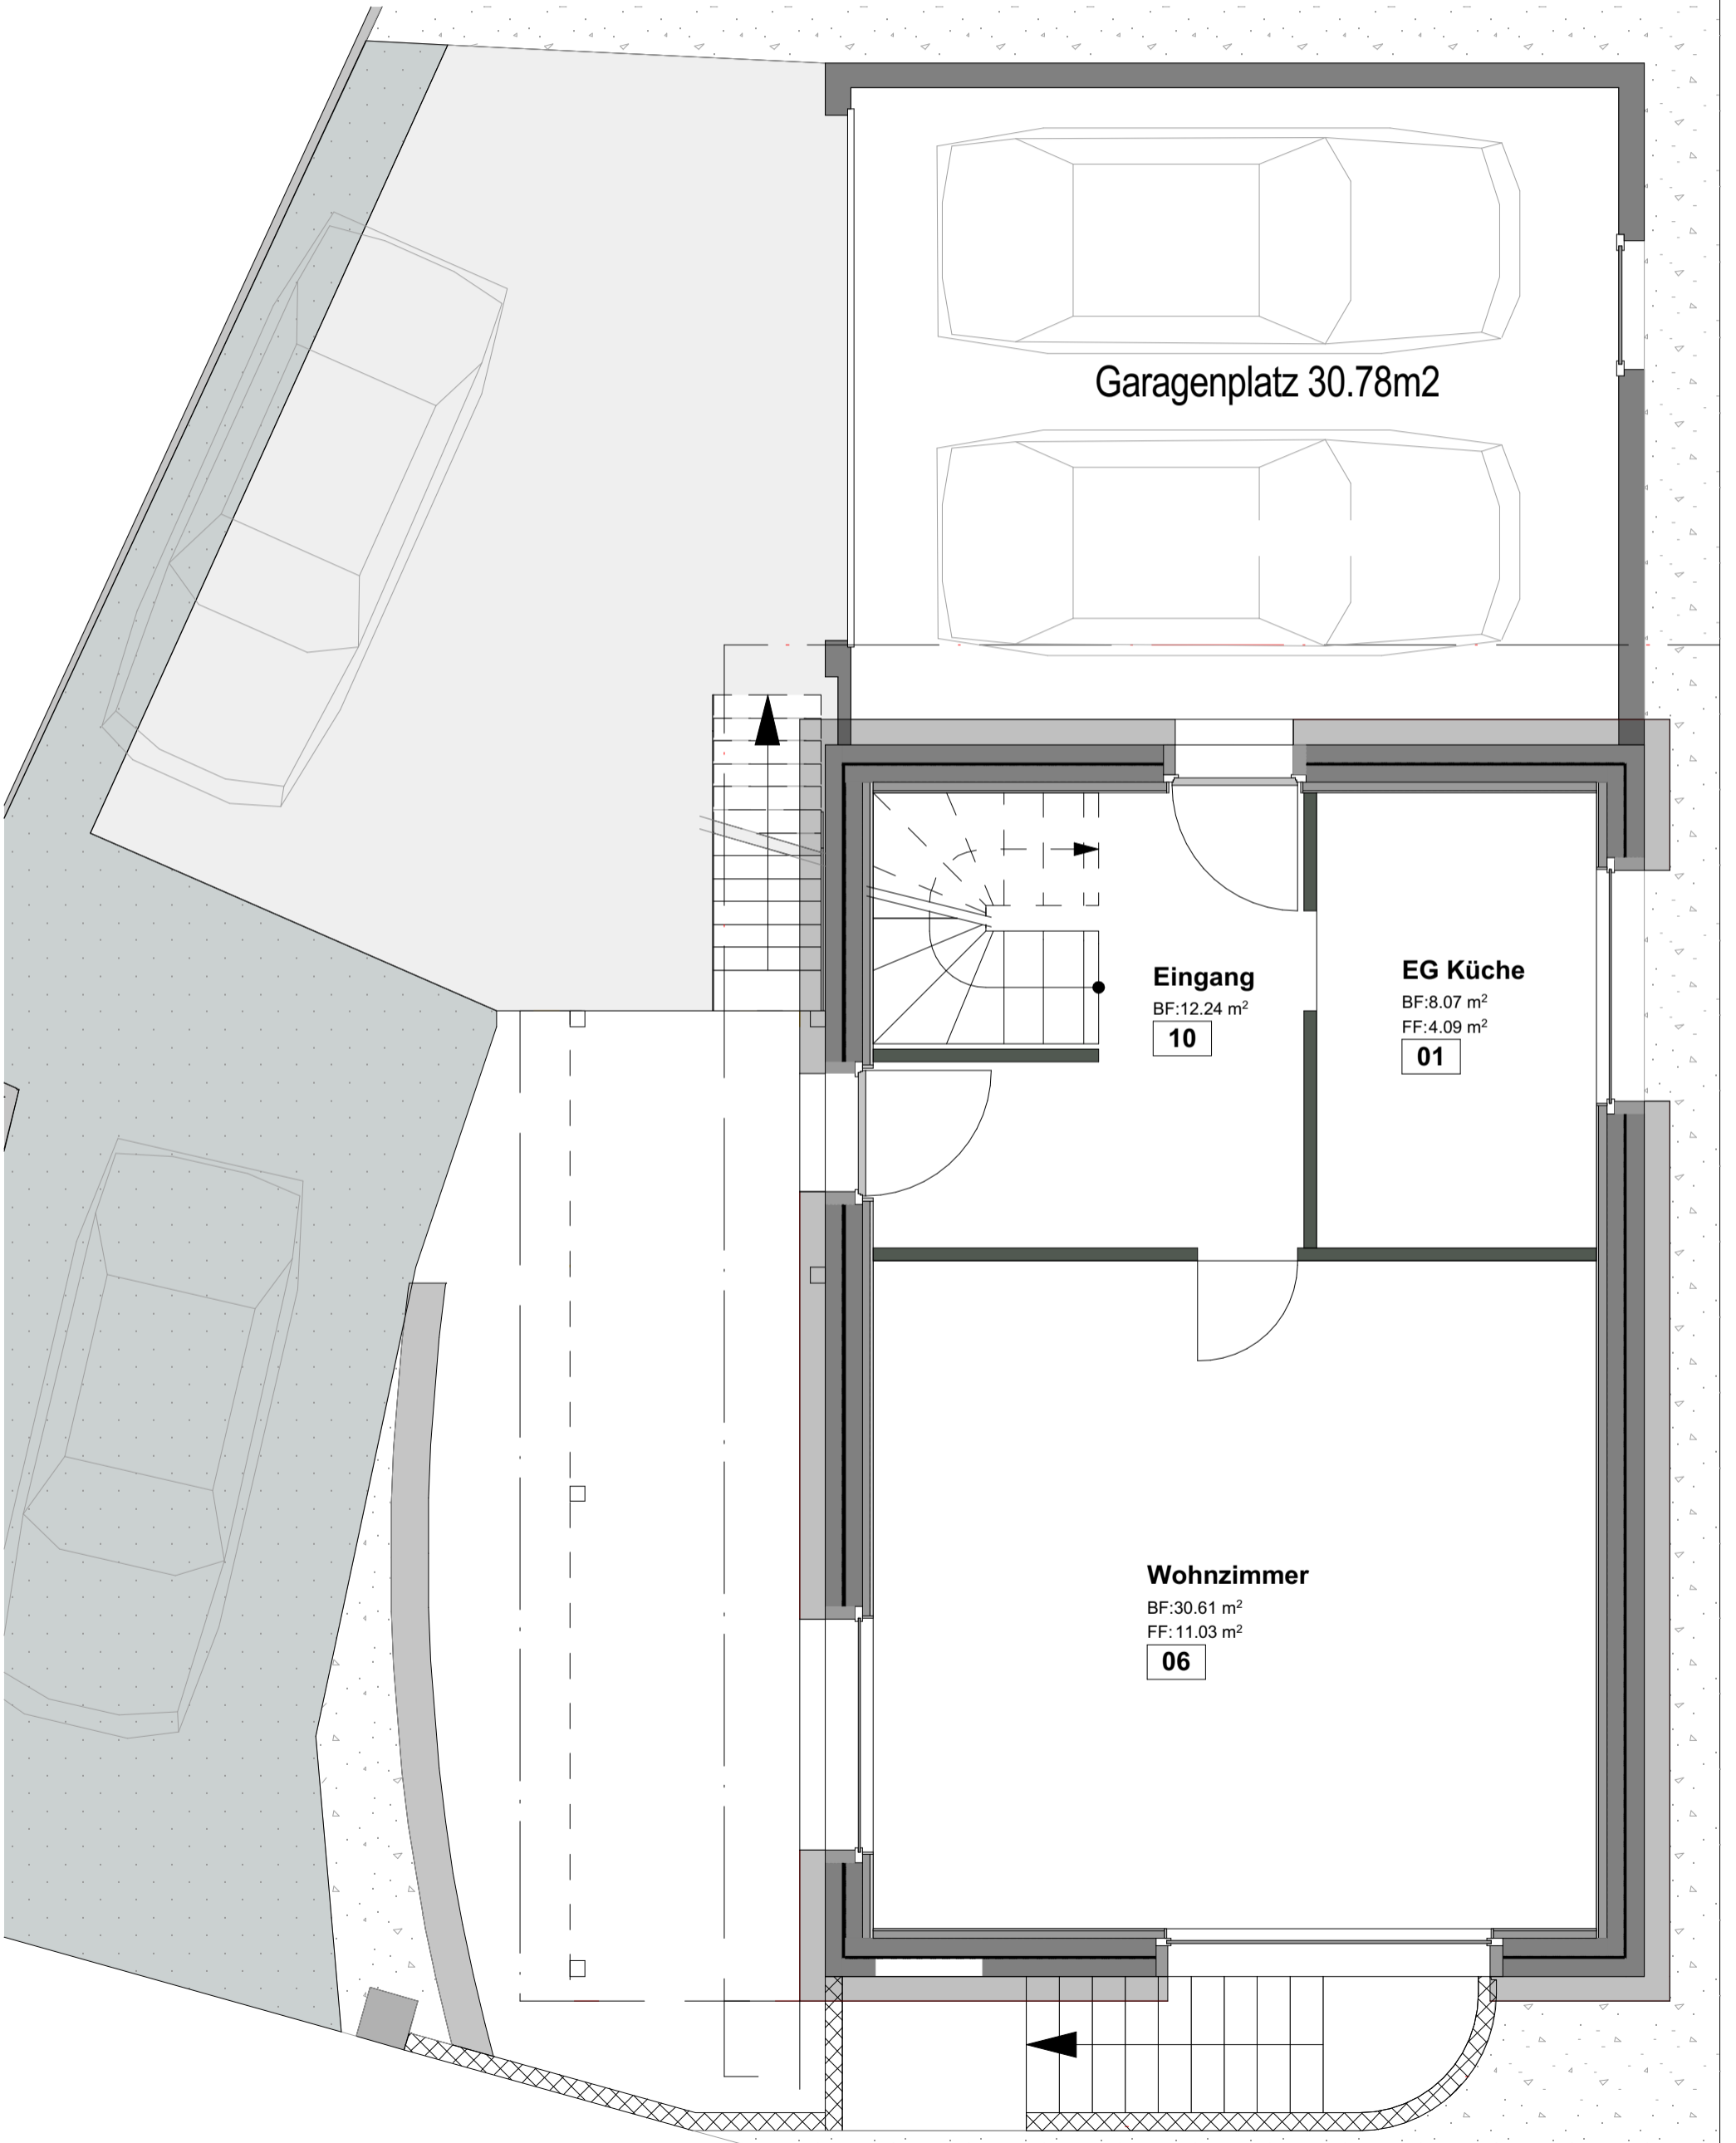 Garagenplatz 30.78m2
Eingang
BF:12.24 m²
10
EG Küche
BF:8.07 m²
FF:4.09 m²
01
Wohnzimmer
BF:30.61 m²
FF:11.03 m²
06